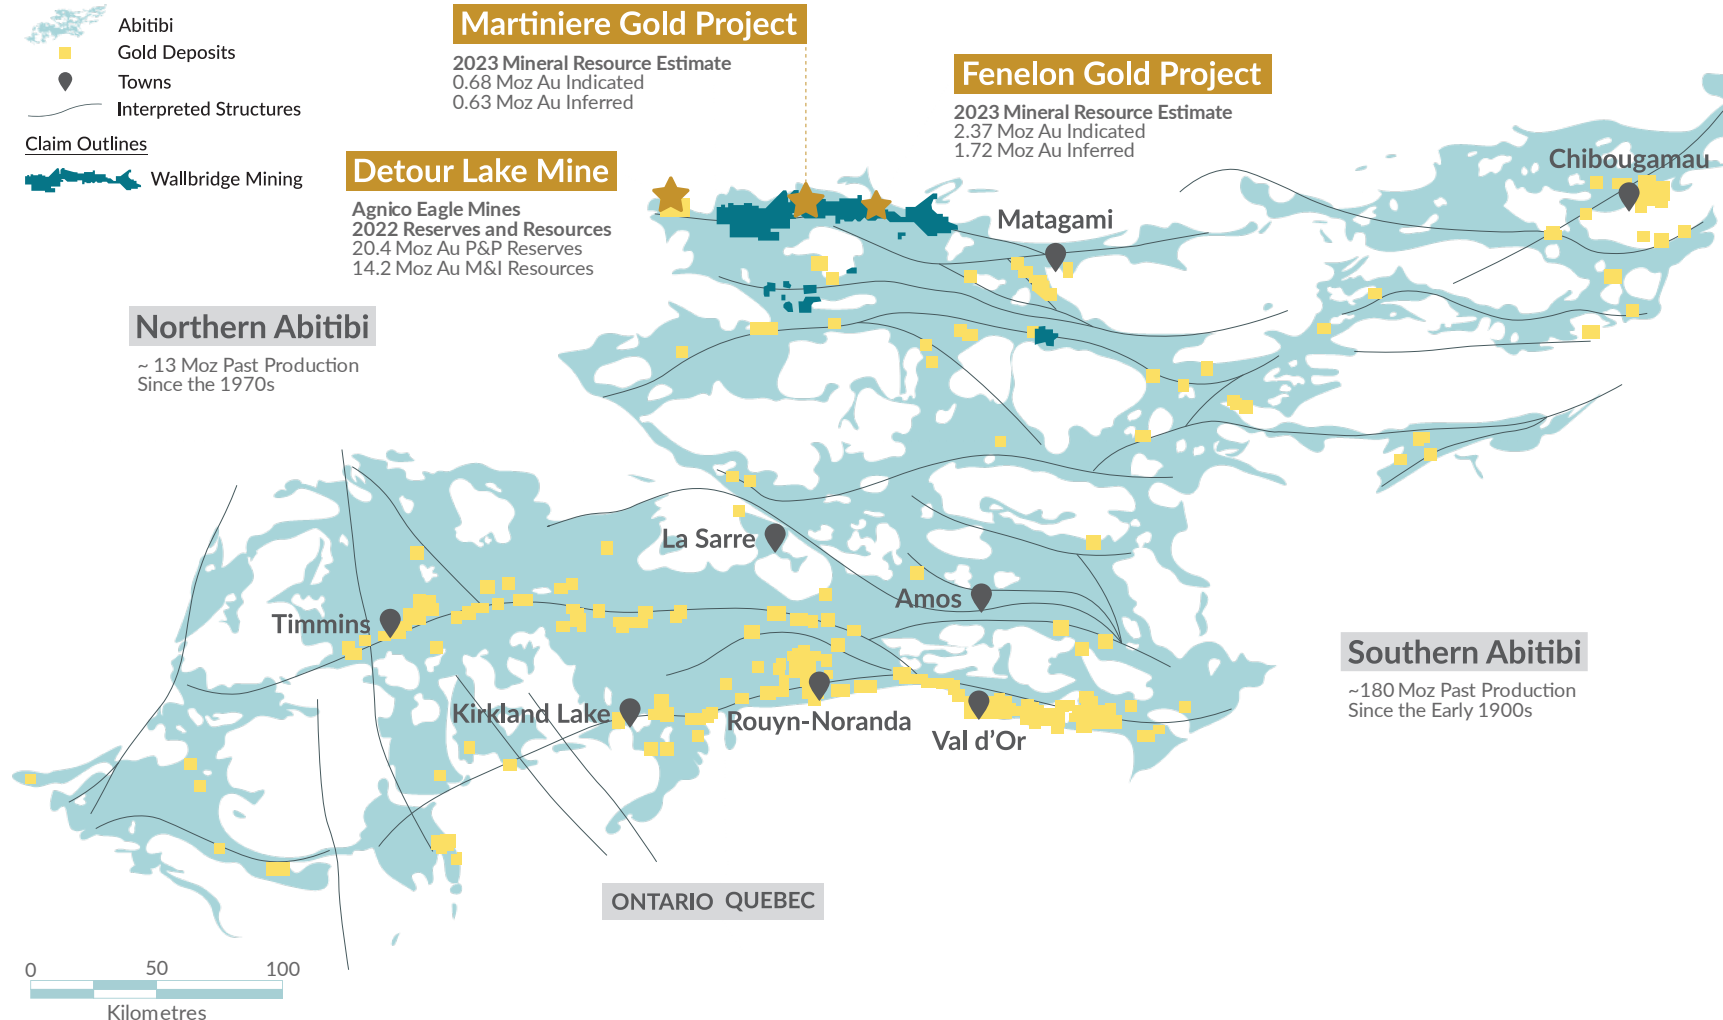 Abitibi
Gold Deposits
Towns
Interpreted Structures
Claim Outlines
Wallbridge Mining
Martiniere Gold Project
2023 Mineral Resource Estimate
0.68 Moz Au Indicated
0.63 Moz Au Inferred
Fenelon Gold Project
2023 Mineral Resource Estimate
2.37 Moz Au Indicated
1.72 Moz Au Inferred
Detour Lake Mine
Agnico Eagle Mines
2022 Reserves and Resources
20.4 Moz Au P&P Reserves
14.2 Moz Au M&I Resources
Chibougamau
Matagami
Northern Abitibi
~ 13 Moz Past Production
Since the 1970s
La Sarre
Amos
Timmins
Kirkland Lake
Rouyn-Noranda
Val d’Or
Southern Abitibi
~180 Moz Past Production
Since the Early 1900s
ONTARIO QUEBEC
0 50 100
Kilometres